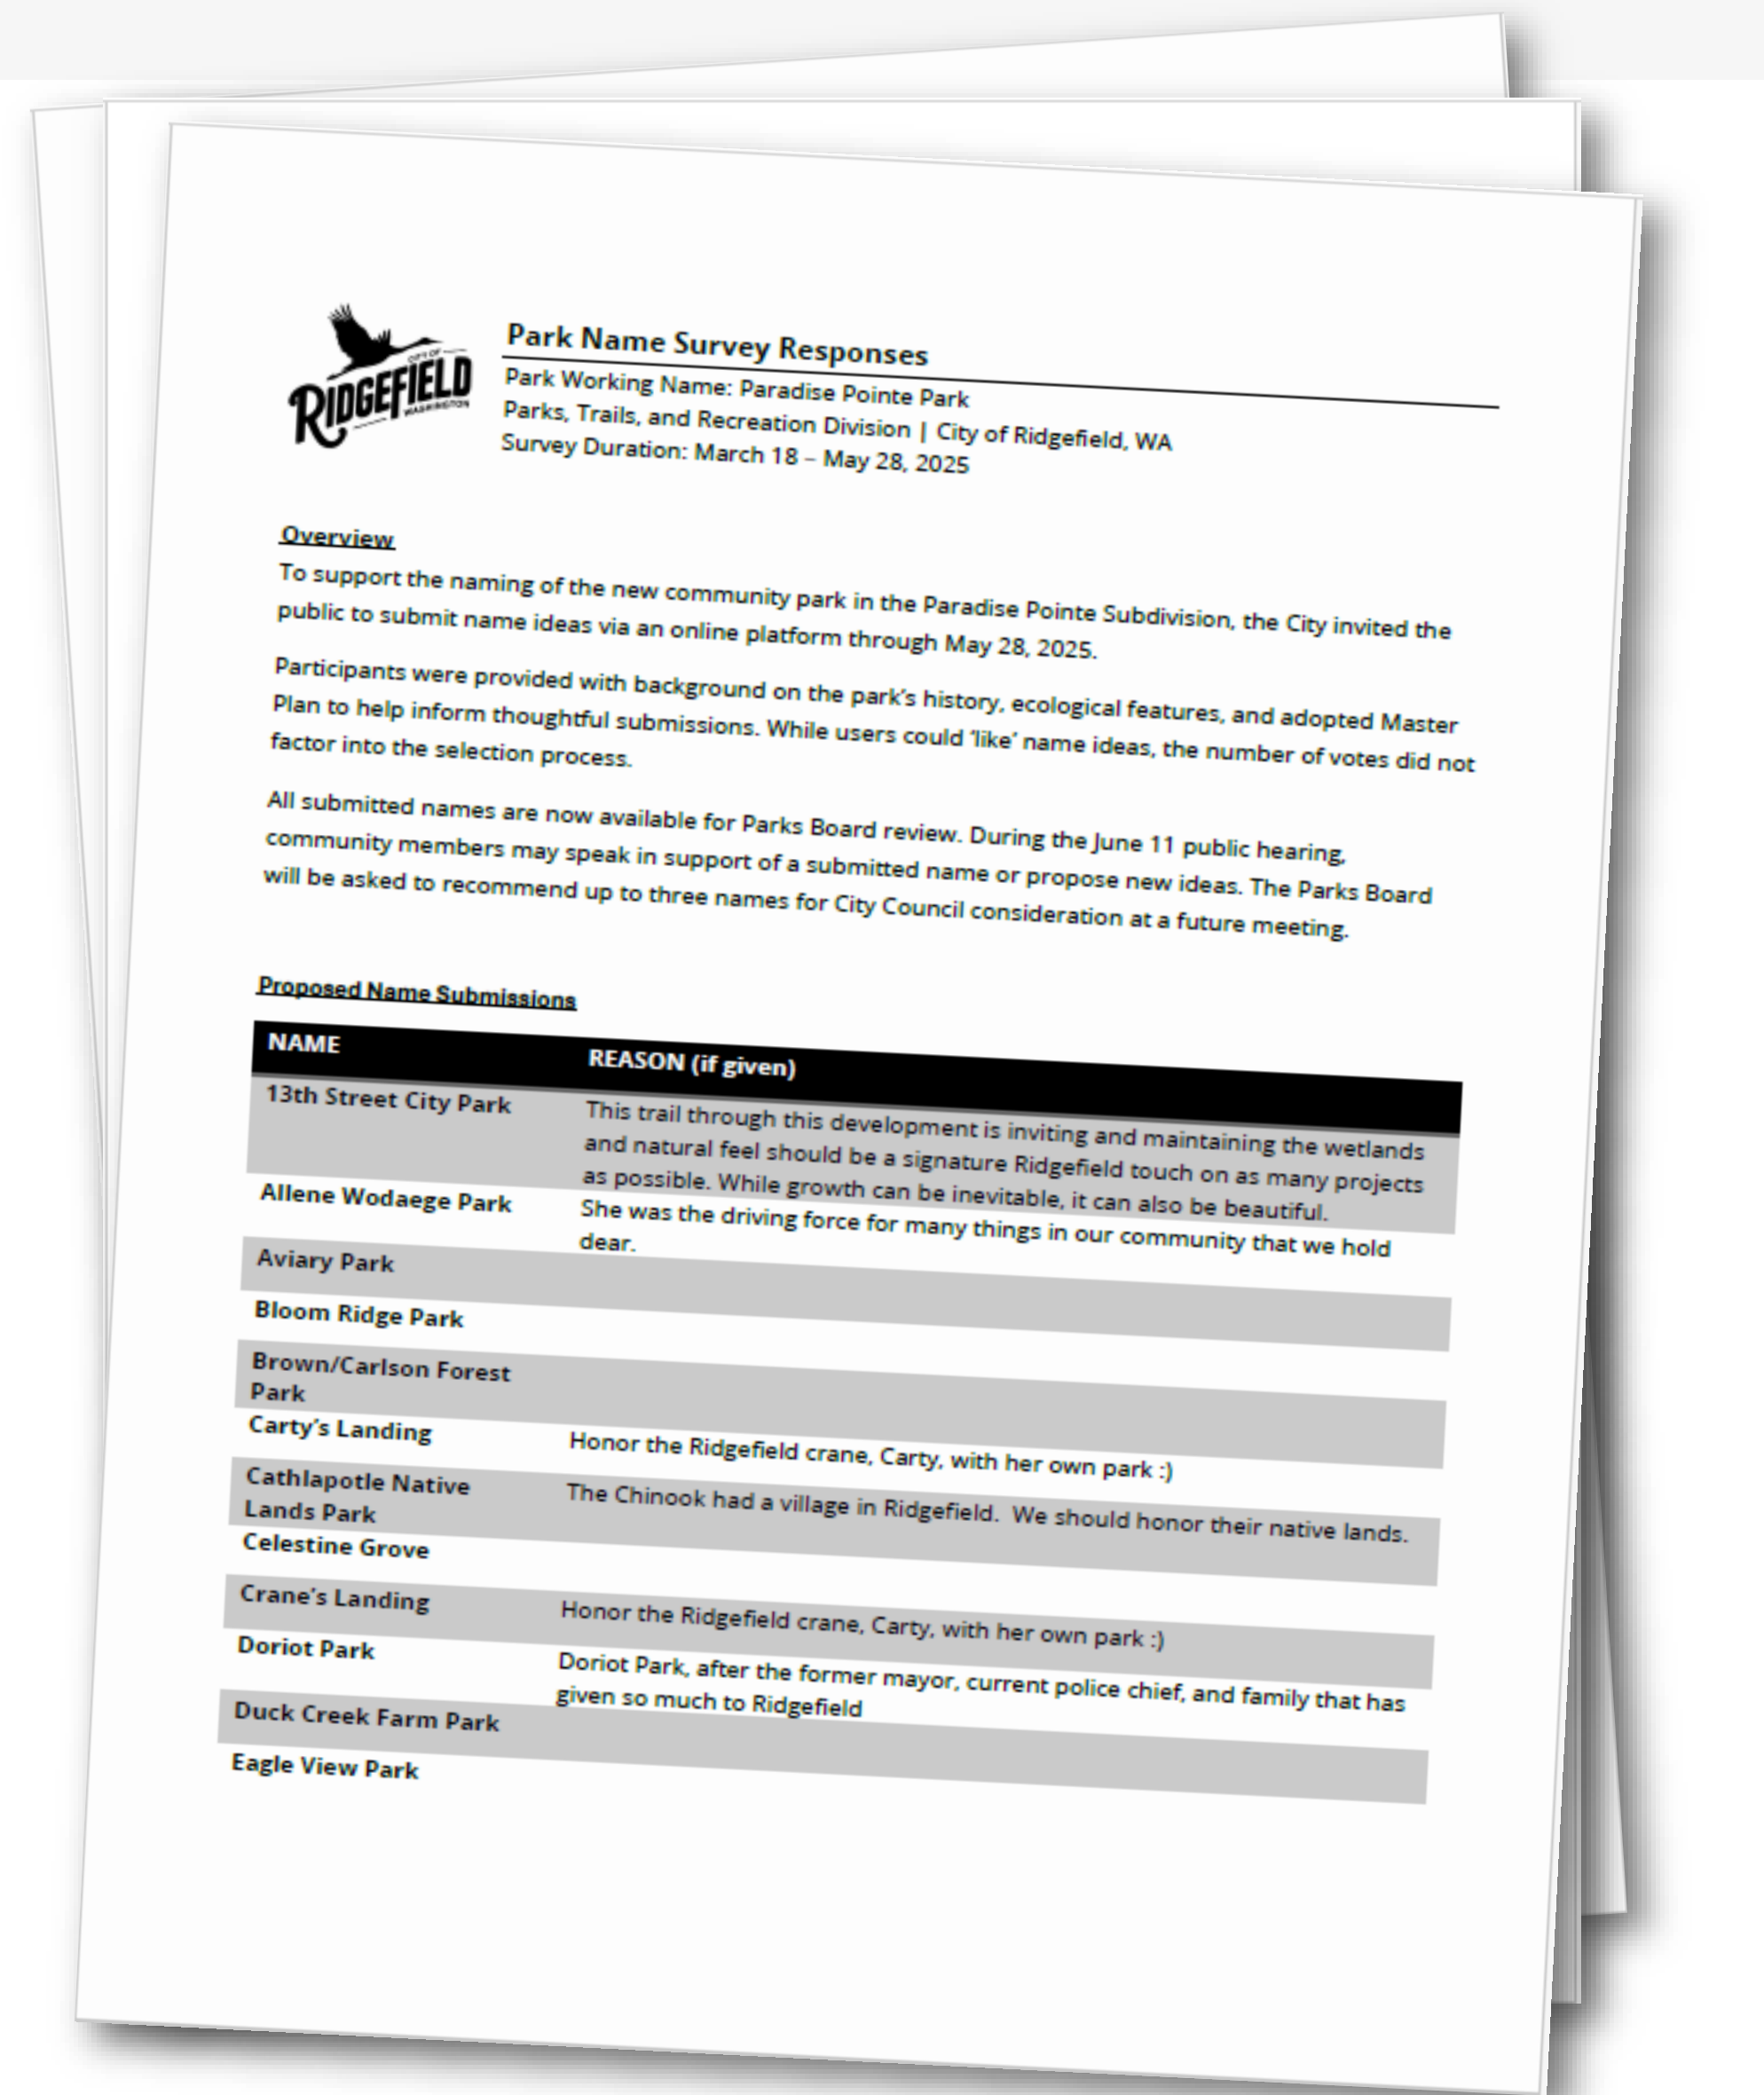 CITY OF
RIDGEFIELD
WASHINGTON
Park Name Survey Responses
Park Working Name: Paradise Pointe Park
Parks, Trails, and Recreation Division | City of Ridgefield, WA
Survey Duration: March 18 – May 28, 2025
Overview
To support the naming of the new community park in the Paradise Pointe Subdivision, the City invited the
public to submit name ideas via an online platform through May 28, 2025.
Participants were provided with background on the park's history, ecological features, and adopted Master
Plan to help inform thoughtful submissions. While users could 'like' name ideas, the number of votes did not
factor into the selection process.
All submitted names are now available for Parks Board review. During the June 11 public hearing,
community members may speak in support of a submitted name or propose new ideas. The Parks Board
will be asked to recommend up to three names for City Council consideration at a future meeting.
Proposed Name Submissions
NAME REASON (if given)
13th Street City Park This trail through this development is inviting and maintaining the wetlands
and natural feel should be a signature Ridgefield touch on as many projects
as possible. While growth can be inevitable, it can also be beautiful.
Allene Wodaege Park She was the driving force for many things in our community that we hold
dear.
Aviary Park
Bloom Ridge Park
Brown/Carlson Forest
Park
Carty's Landing Honor the Ridgefield crane, Carty, with her own park :)
Cathlapotle Native The Chinook had a village in Ridgefield.  We should honor their native lands.
Lands Park
Celestine Grove
Crane's Landing Honor the Ridgefield crane, Carty, with her own park :)
Doriot Park Doriot Park, after the former mayor, current police chief, and family that has
given so much to Ridgefield
Duck Creek Farm Park
Eagle View Park